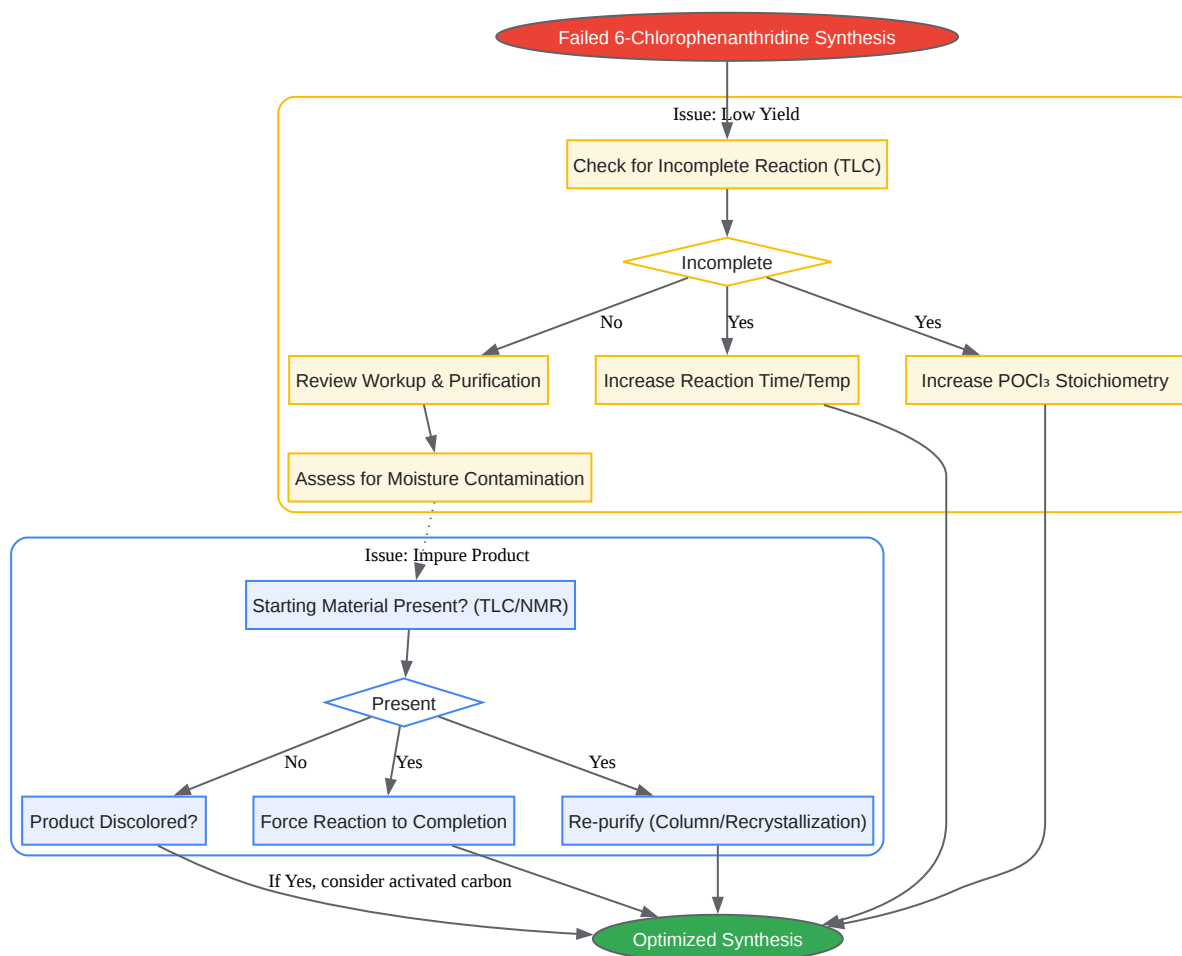 Failed 6-Chlorophenanthridine Synthesis
Issue: Low Yield
Check for Incomplete Reaction (TLC)
Incomplete
No
Yes
Yes
Review Workup & Purification
Increase Reaction Time/Temp
Increase POCl₃ Stoichiometry
Assess for Moisture Contamination
Issue: Impure Product
Starting Material Present? (TLC/NMR)
Present
No
Yes
Yes
Product Discolored?
Force Reaction to Completion
Re-purify (Column/Recrystallization)
If Yes, consider activated carbon
Optimized Synthesis